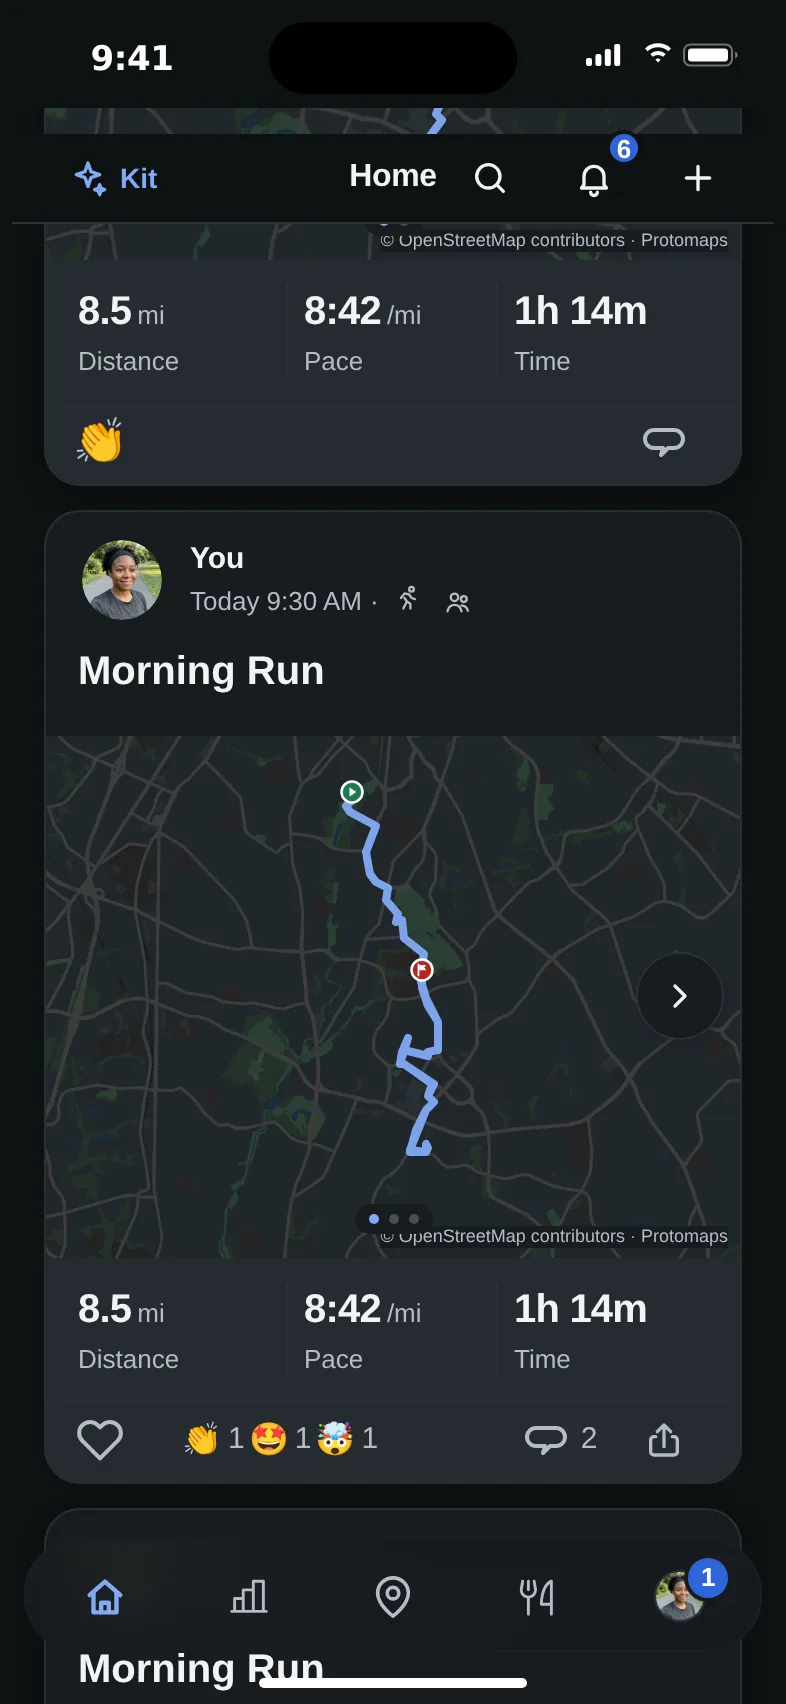 9:41
Kit
Home
6
© OpenStreetMap contributors · Protomaps
8.5 mi
8:42 /mi
1h 14m
Distance
Pace
Time
You
Today 9:30 AM ·
Morning Run
© OpenStreetMap contributors · Protomaps
8.5 mi
8:42 /mi
1h 14m
Distance
Pace
Time
1 1 1
2
1
Morning Run